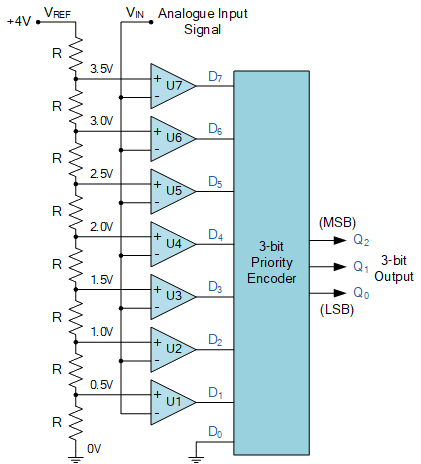 +4V
VREF
VIN
Analogue Input
Signal
R
3.5V
+
-
U7
D7
R
3.0V
+
-
U6
D6
R
2.5V
+
-
U5
D5
R
2.0V
+
-
U4
D4
R
1.5V
+
-
U3
D3
R
1.0V
+
-
U2
D2
R
0.5V
+
-
U1
D1
R
0V
D0
3-bit
Priority
Encoder
(MSB)
Q2
Q1
Q0
(LSB)
3-bit
Output